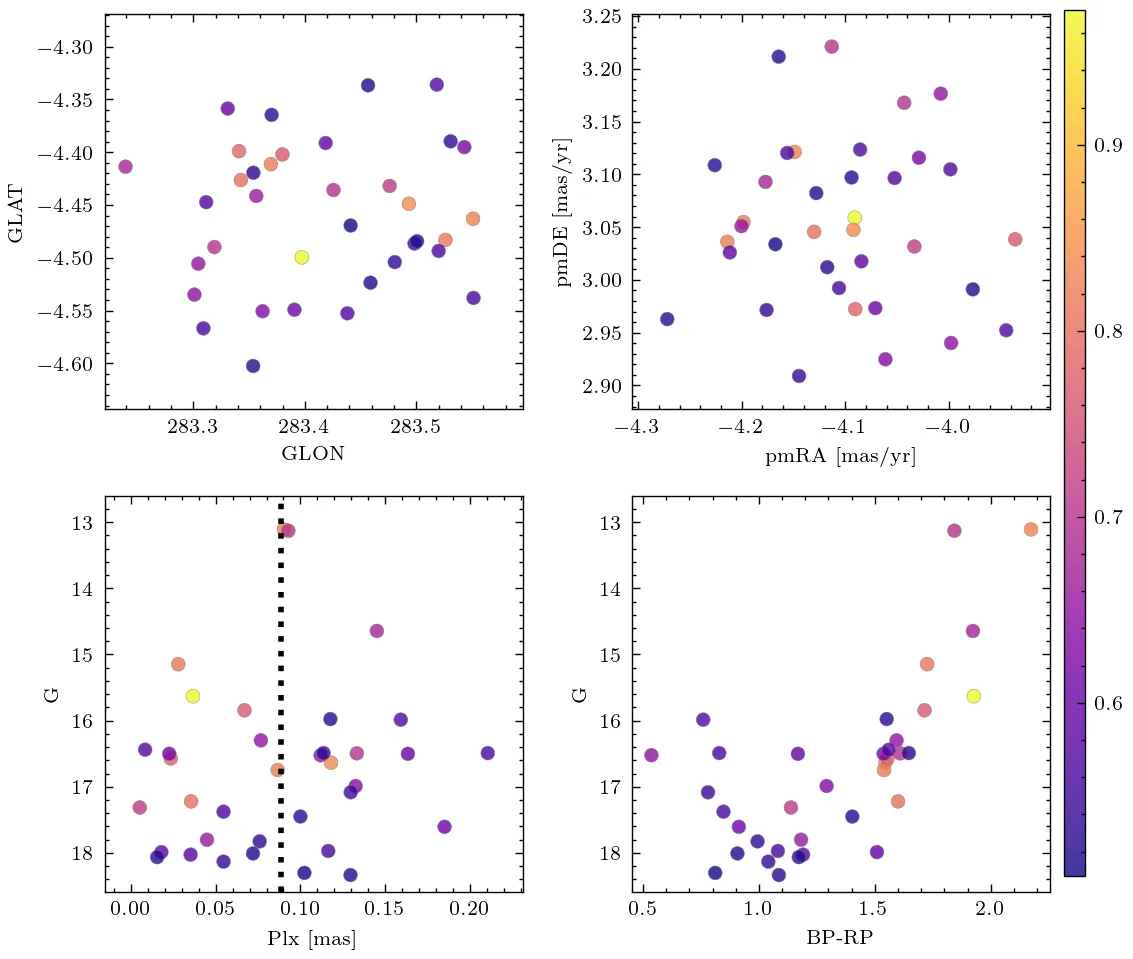 −4.30
−4.35
−4.40
−4.45
−4.50
−4.55
−4.60
GLAT
283.3 283.4 283.5
GLON
3.25
3.20
3.15
3.10
3.05
3.00
2.95
2.90
pmDE [mas/yr]
−4.3 −4.2 −4.1 −4.0
pmRA [mas/yr]
13
14
15
16
17
18
G
0.00 0.05 0.10 0.15 0.20
Plx [mas]
13
14
15
16
17
18
G
0.5 1.0 1.5 2.0
BP-RP
0.9
0.8
0.7
0.6